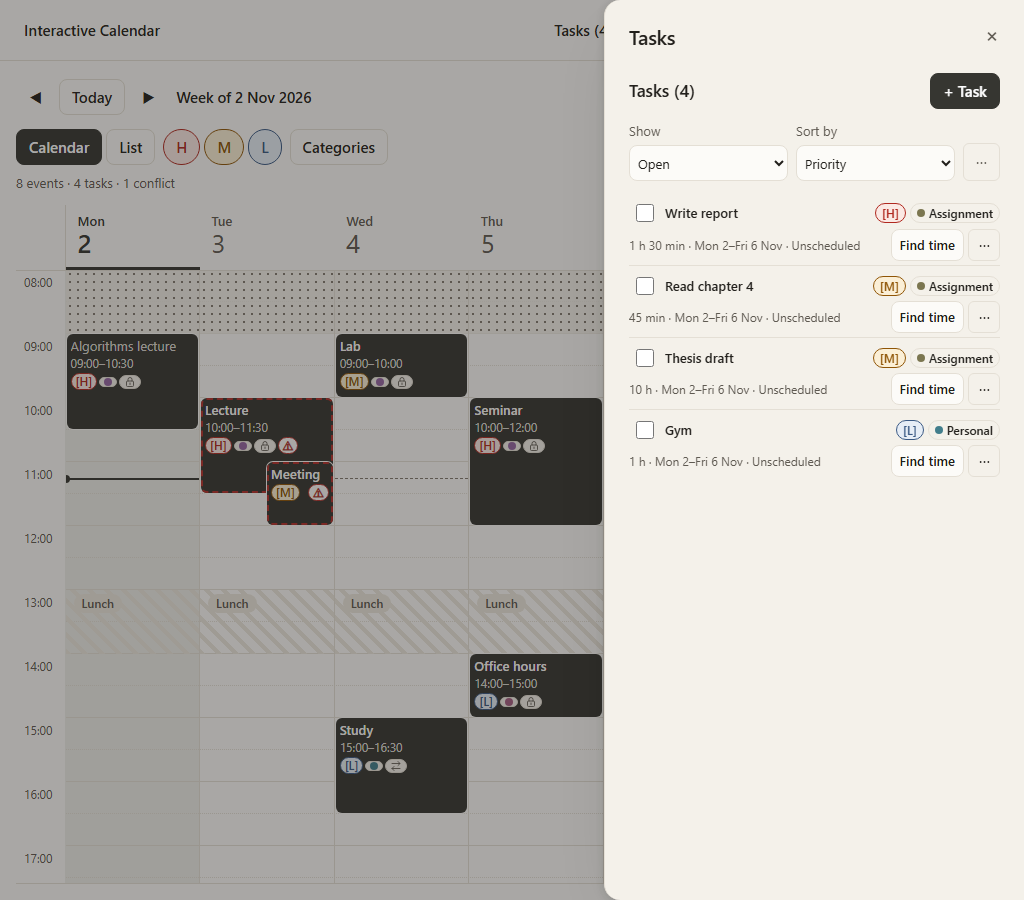 Interactive Calendar
Tasks (4
◀ Today ▶ Week of 2 Nov 2026
Calendar List H M L Categories
8 events · 4 tasks · 1 conflict
Mon Tue Wed Thu
2 3 4 5
08:00
09:00
10:00
11:00
12:00
13:00
14:00
15:00
16:00
17:00
Algorithms lecture
09:00–10:30
[H]
Lecture
10:00–11:30
[H]
Meeting
[M]
Lab
09:00–10:00
[M]
Seminar
10:00–12:00
[H]
Lunch Lunch Lunch Lunch
Office hours
14:00–15:00
[L]
Study
15:00–16:30
[L]
Tasks ×
Tasks (4) + Task
Show Sort by
Open Priority ...
Write report [H] Assignment
1 h 30 min · Mon 2–Fri 6 Nov · Unscheduled Find time ...
Read chapter 4 [M] Assignment
45 min · Mon 2–Fri 6 Nov · Unscheduled Find time ...
Thesis draft [M] Assignment
10 h · Mon 2–Fri 6 Nov · Unscheduled Find time ...
Gym [L] Personal
1 h · Mon 2–Fri 6 Nov · Unscheduled Find time ...